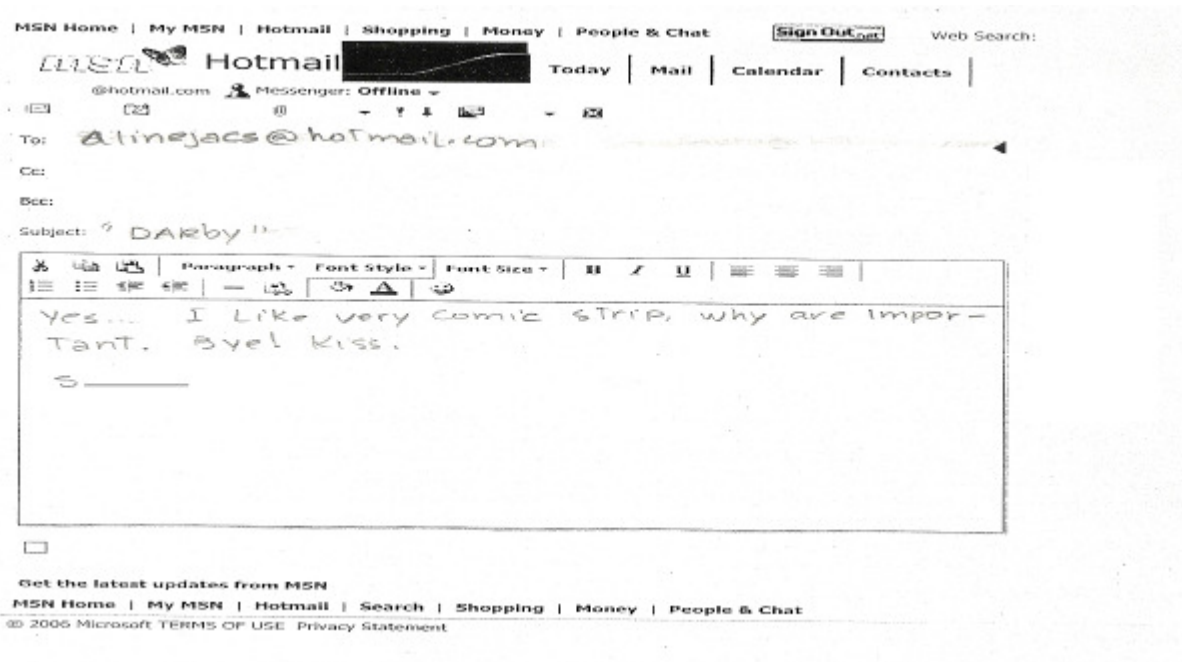 MSN Home | My MSN | Hotmail | Shopping | Money | People & Chat Sign Out.net Web Search:
msn Hotmail Today | Mail | Calendar | Contacts |
@hotmail.com Messenger: Offline
To: alinejacs@hotmail.com
Cc:
Bcc:
Subject: "DARby"
Paragraph Font Style Font Size B I U
A
Yes... I Like very comic strip, why are impor-
tant. Bye! Kiss.
S
Get the latest updates from MSN
MSN Home | My MSN | Hotmail | Search | Shopping | Money | People & Chat
© 2006 Microsoft TERMS OF USE Privacy Statement